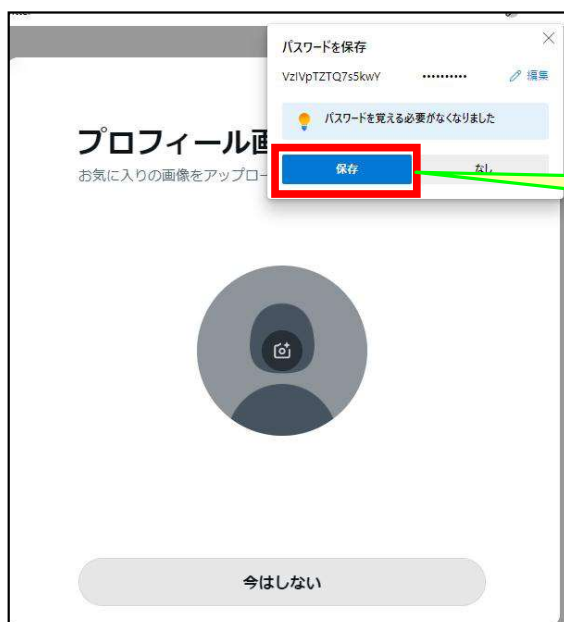 パスワードを保存
VzIVpTZTQ7s5kwY •••••••••• 編集
パスワードを覚える必要がなくなりました
保存 なし
プロフィール画
お気に入りの画像をアップロー
今はしない